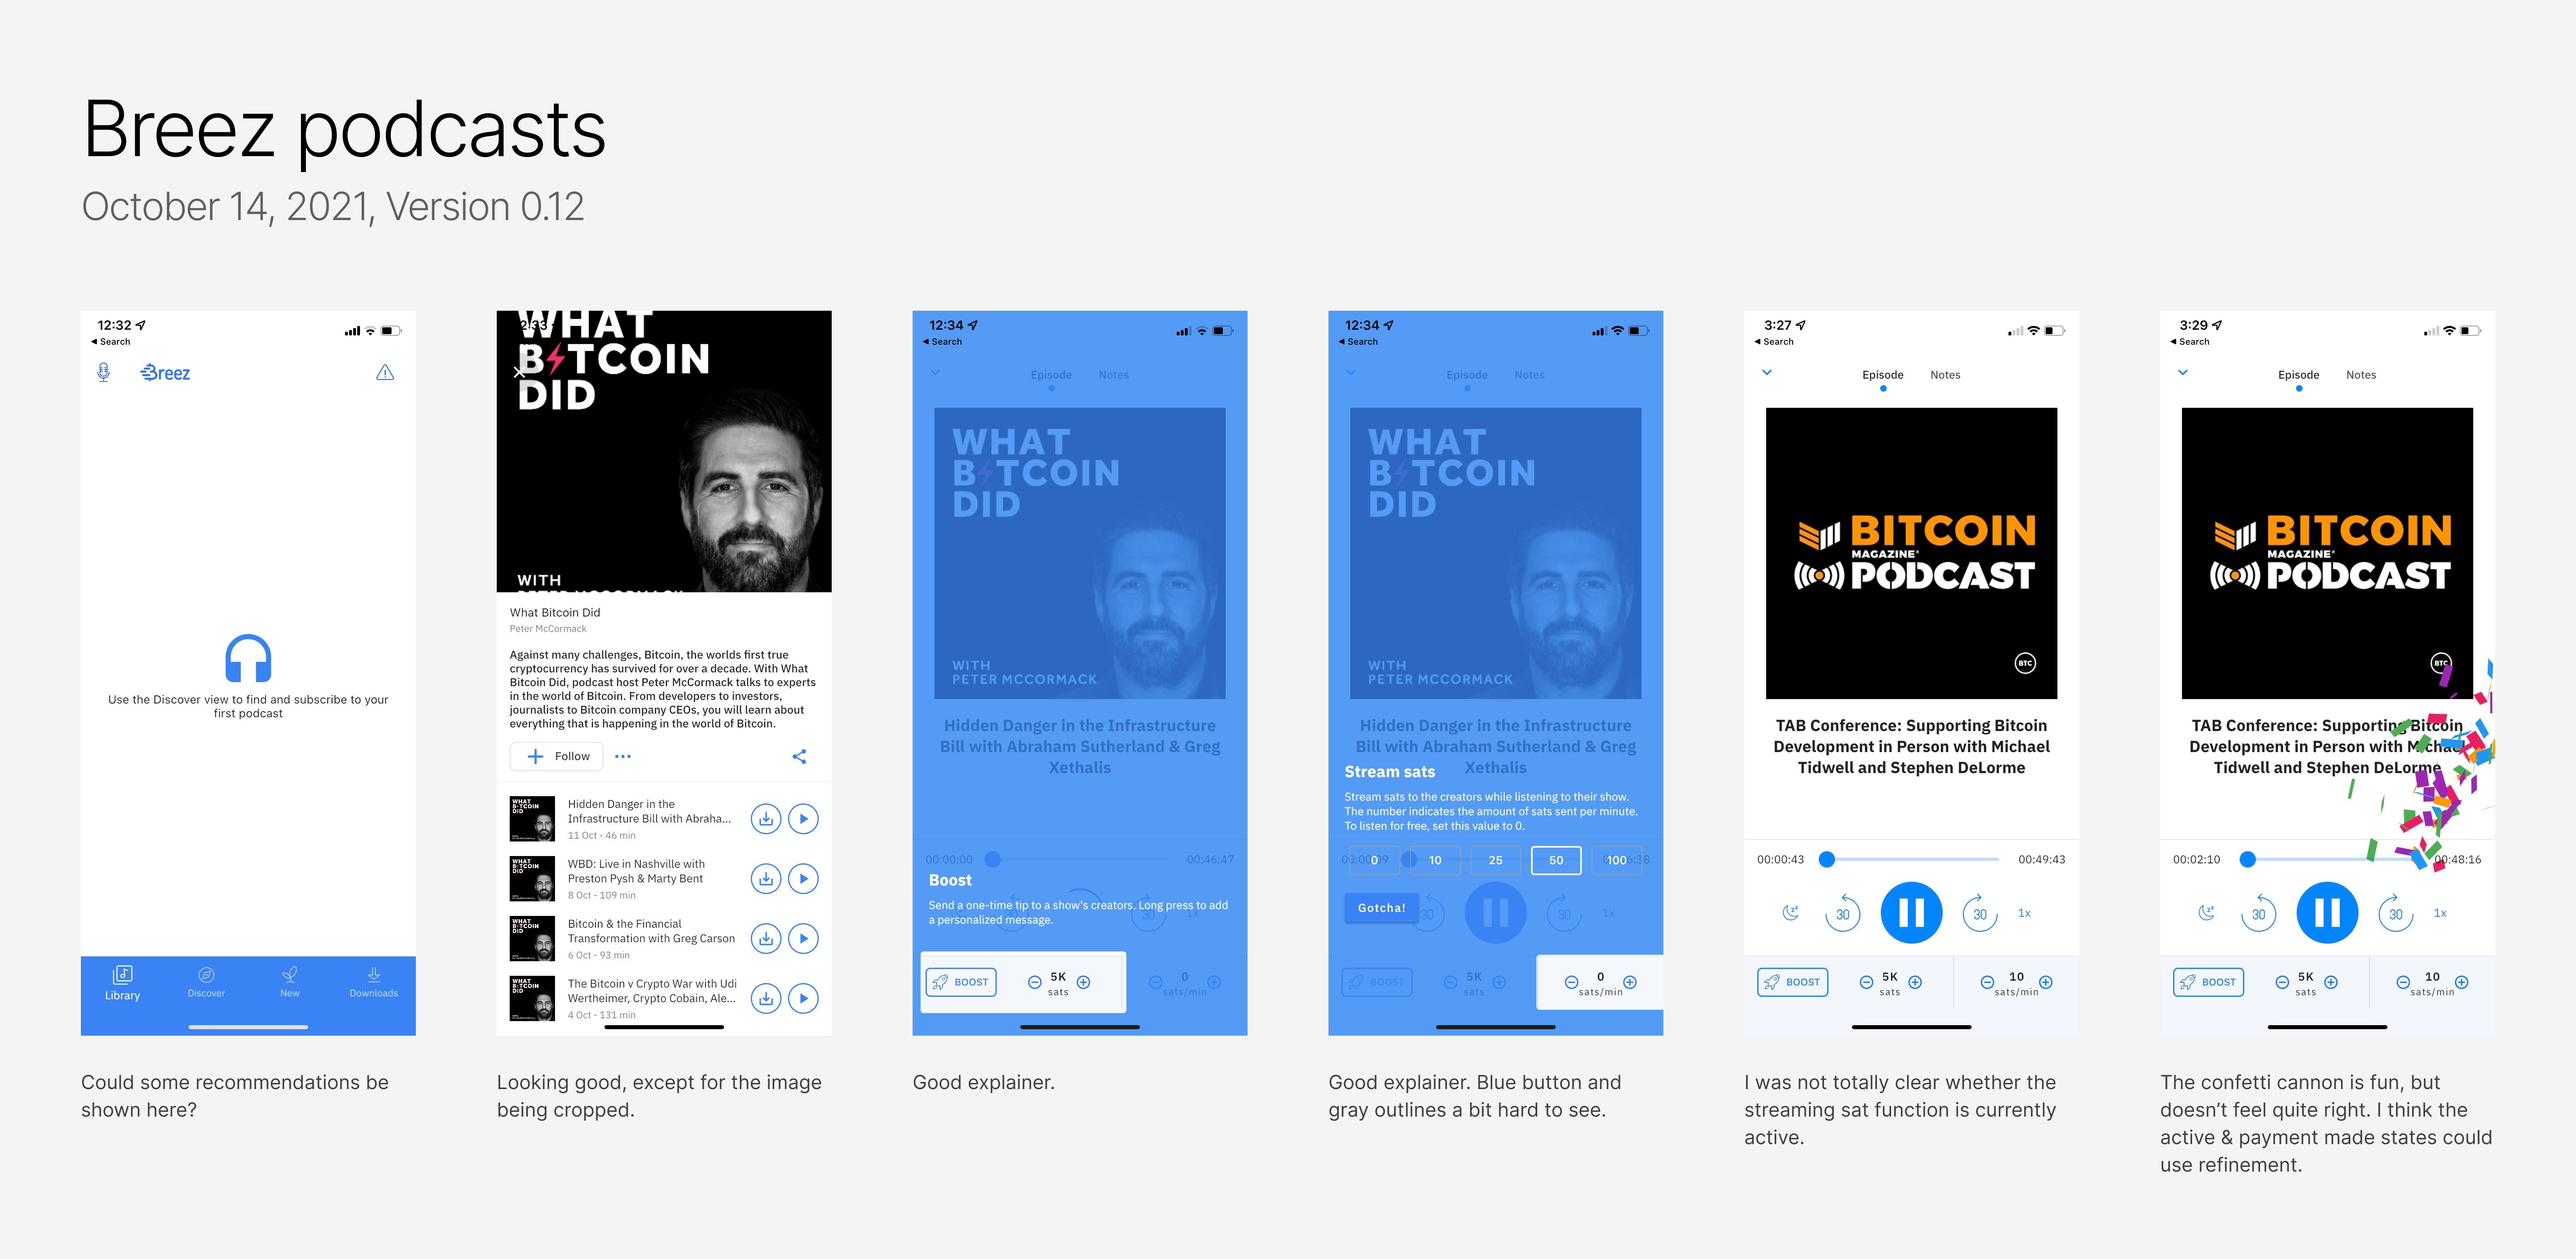 Breez podcasts
October 14, 2021, Version 0.12
12:32
◀ Search
Breez
Use the Discover view to find and subscribe to your
first podcast
Library
Discover
New
Downloads
Could some recommendations be
shown here?
WHAT
B TCOIN
DID
WITH
What Bitcoin Did
Peter McCormack
Against many challenges, Bitcoin, the worlds first true
cryptocurrency has survived for over a decade. With What
Bitcoin Did, podcast host Peter McCormack talks to experts
in the world of Bitcoin. From developers to investors,
journalists to Bitcoin company CEOs, you will learn about
everything that is happening in the world of Bitcoin.
Follow
Hidden Danger in the
Infrastructure Bill with Abraha...
11 Oct - 46 min
WBD: Live in Nashville with
Preston Pysh & Marty Bent
8 Oct - 109 min
Bitcoin & the Financial
Transformation with Greg Carson
6 Oct - 93 min
The Bitcoin v Crypto War with Udi
Wertheimer, Crypto Cobain, Ale...
4 Oct - 131 min
Looking good, except for the image
being cropped.
12:34
◀ Search
Episode Notes
WHAT
B TCOIN
DID
WITH
PETER MCCORMACK
Hidden Danger in the Infrastructure
Bill with Abraham Sutherland & Greg
Xethalis
00:00:00 00:46:47
Boost
Send a one-time tip to a show's creators. Long press to add
a personalized message.
30 1x
BOOST
5K
sats
0
sats/min
Good explainer.
12:34
◀ Search
Episode Notes
WHAT
B TCOIN
DID
WITH
PETER MCCORMACK
Hidden Danger in the Infrastructure
Bill with Abraham Sutherland & Greg
Xethalis
Stream sats
Stream sats to the creators while listening to their show.
The number indicates the amount of sats sent per minute.
To listen for free, set this value to 0.
0 10 25 50 100
Gotcha!
30 30 1x
BOOST
5K
sats
0
sats/min
Good explainer. Blue button and
gray outlines a bit hard to see.
3:27
◀ Search
Episode Notes
BITCOIN
MAGAZINE
PODCAST
BTC
TAB Conference: Supporting Bitcoin
Development in Person with Michael
Tidwell and Stephen DeLorme
00:00:43 00:49:43
30 30 1x
BOOST
5K
sats
10
sats/min
I was not totally clear whether the
streaming sat function is currently
active.
3:29
◀ Search
Episode Notes
BITCOIN
MAGAZINE
PODCAST
BTC
TAB Conference: Supporting Bitcoin
Development in Person with Michael
Tidwell and Stephen DeLorme
00:02:10 00:48:16
30 30 1x
BOOST
5K
sats
10
sats/min
The confetti cannon is fun, but
doesn't feel quite right. I think the
active & payment made states could
use refinement.